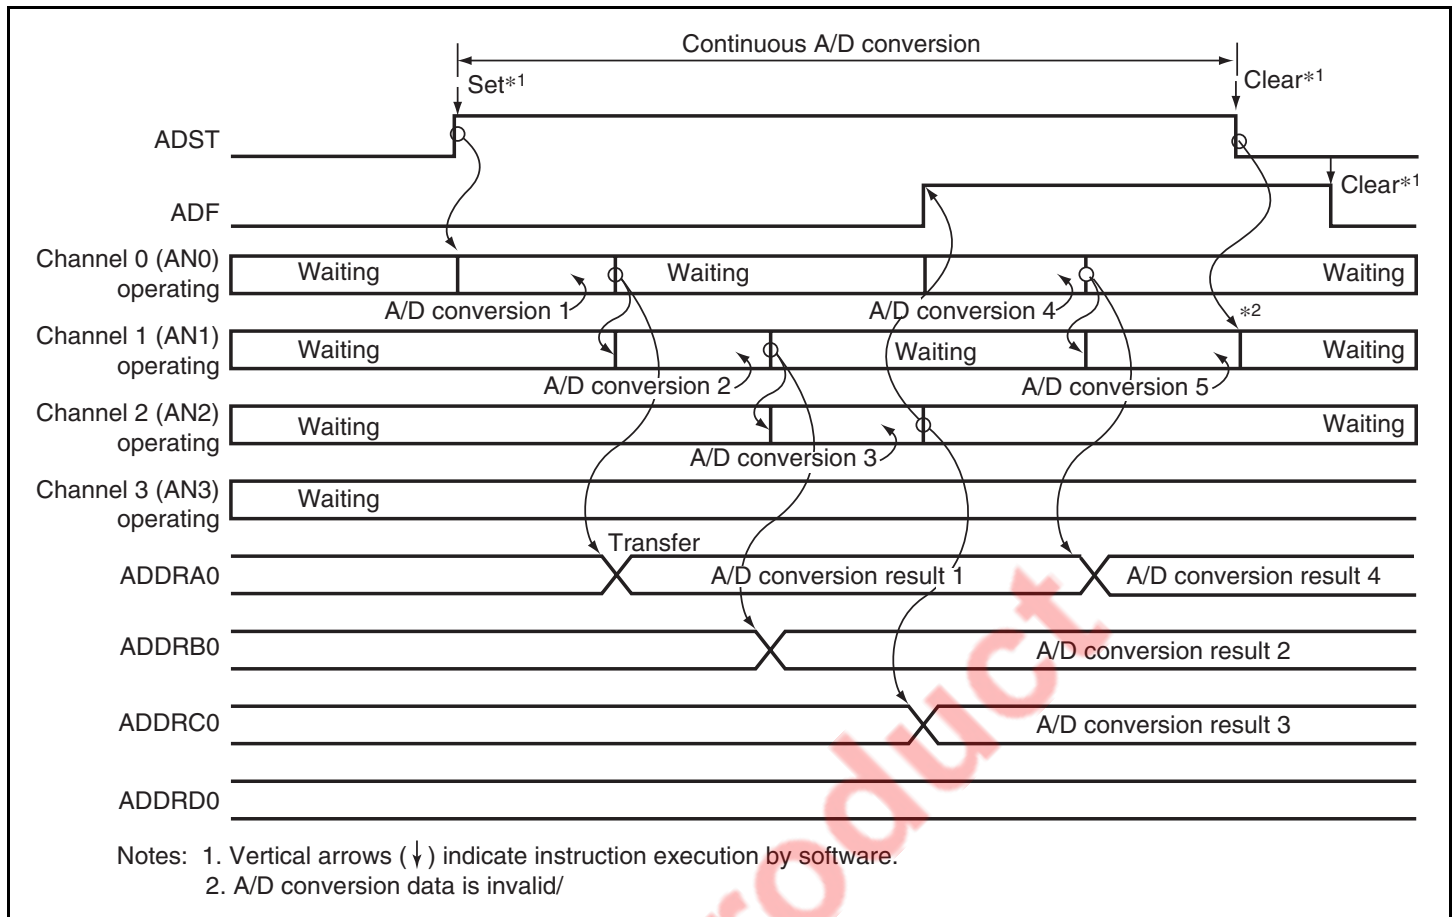 Continuous A/D conversion
Set*1
Clear*1
ADST
Clear*1
ADF
Channel 0 (AN0)
operating
Waiting
Waiting
Waiting
A/D conversion 1
A/D conversion 4
*2
Channel 1 (AN1)
operating
Waiting
Waiting
Waiting
A/D conversion 2
A/D conversion 5
Channel 2 (AN2)
operating
Waiting
Waiting
A/D conversion 3
Channel 3 (AN3)
operating
Waiting
Transfer
ADDRA0
A/D conversion result 1
A/D conversion result 4
ADDRB0
A/D conversion result 2
ADDRC0
A/D conversion result 3
ADDRD0
Notes: 1. Vertical arrows (↓) indicate instruction execution by software.
2. A/D conversion data is invalid/
roduct